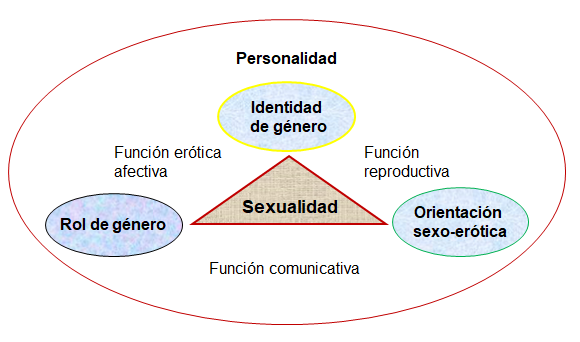 Personalidad
Identidad
de género
Función erótica
afectiva
Función
reproductiva
Sexualidad
Rol de género
Orientación
sexo-erótica
Función comunicativa